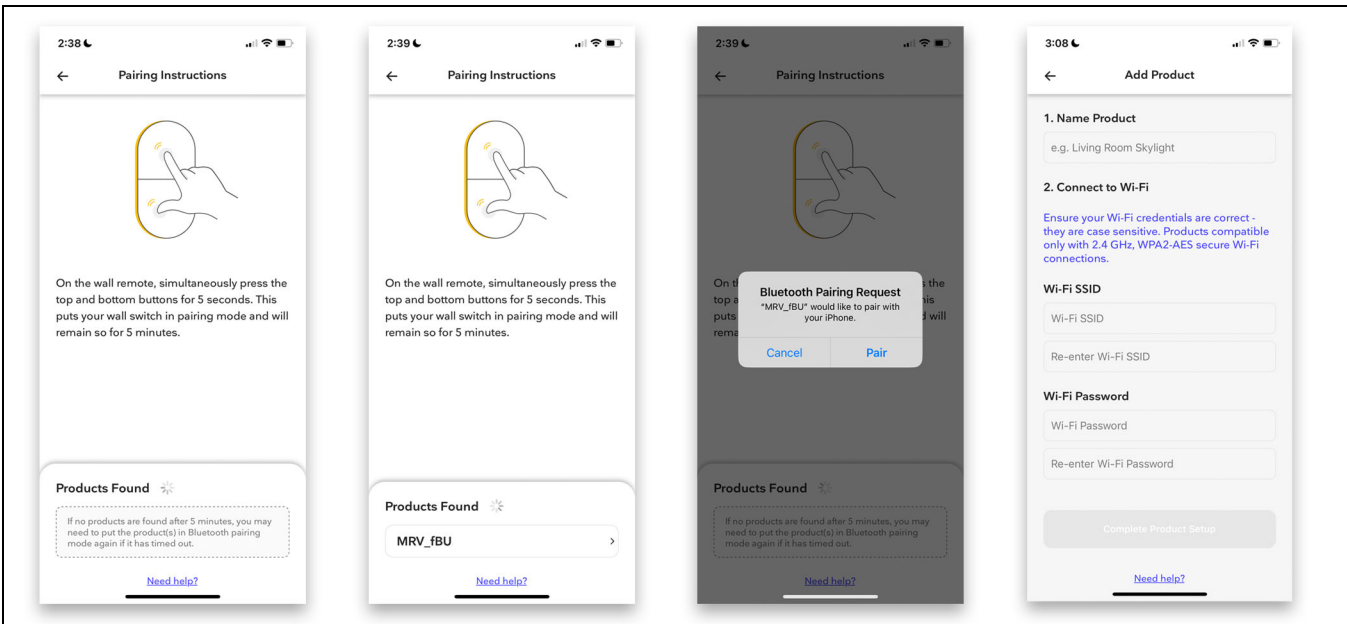 2:38
Pairing Instructions
On the wall remote, simultaneously press the
top and bottom buttons for 5 seconds. This
puts your wall switch in pairing mode and will
remain so for 5 minutes.
Products Found
If no products are found after 5 minutes, you may
need to put the product(s) in Bluetooth pairing
mode again if it has timed out.
Need help?
2:39
Pairing Instructions
On the wall remote, simultaneously press the
top and bottom buttons for 5 seconds. This
puts your wall switch in pairing mode and will
remain so for 5 minutes.
Products Found
MRV_fBU
Need help?
2:39
Pairing Instructions
On t
s the
top a
his
puts
d will
rema
Bluetooth Pairing Request
“MRV_fBU” would like to pair with
your iPhone.
Cancel Pair
Products Found
If no products are found after 5 minutes, you may
need to put the product(s) in Bluetooth pairing
mode again if it has timed out.
Need help?
3:08
Add Product
1. Name Product
e.g. Living Room Skylight
2. Connect to Wi-Fi
Ensure your Wi-Fi credentials are correct -
they are case sensitive. Products compatible
only with 2.4 GHz, WPA2-AES secure Wi-Fi
connections.
Wi-Fi SSID
Wi-Fi SSID
Re-enter Wi-Fi SSID
Wi-Fi Password
Wi-Fi Password
Re-enter Wi-Fi Password
Complete Product Setup
Need help?